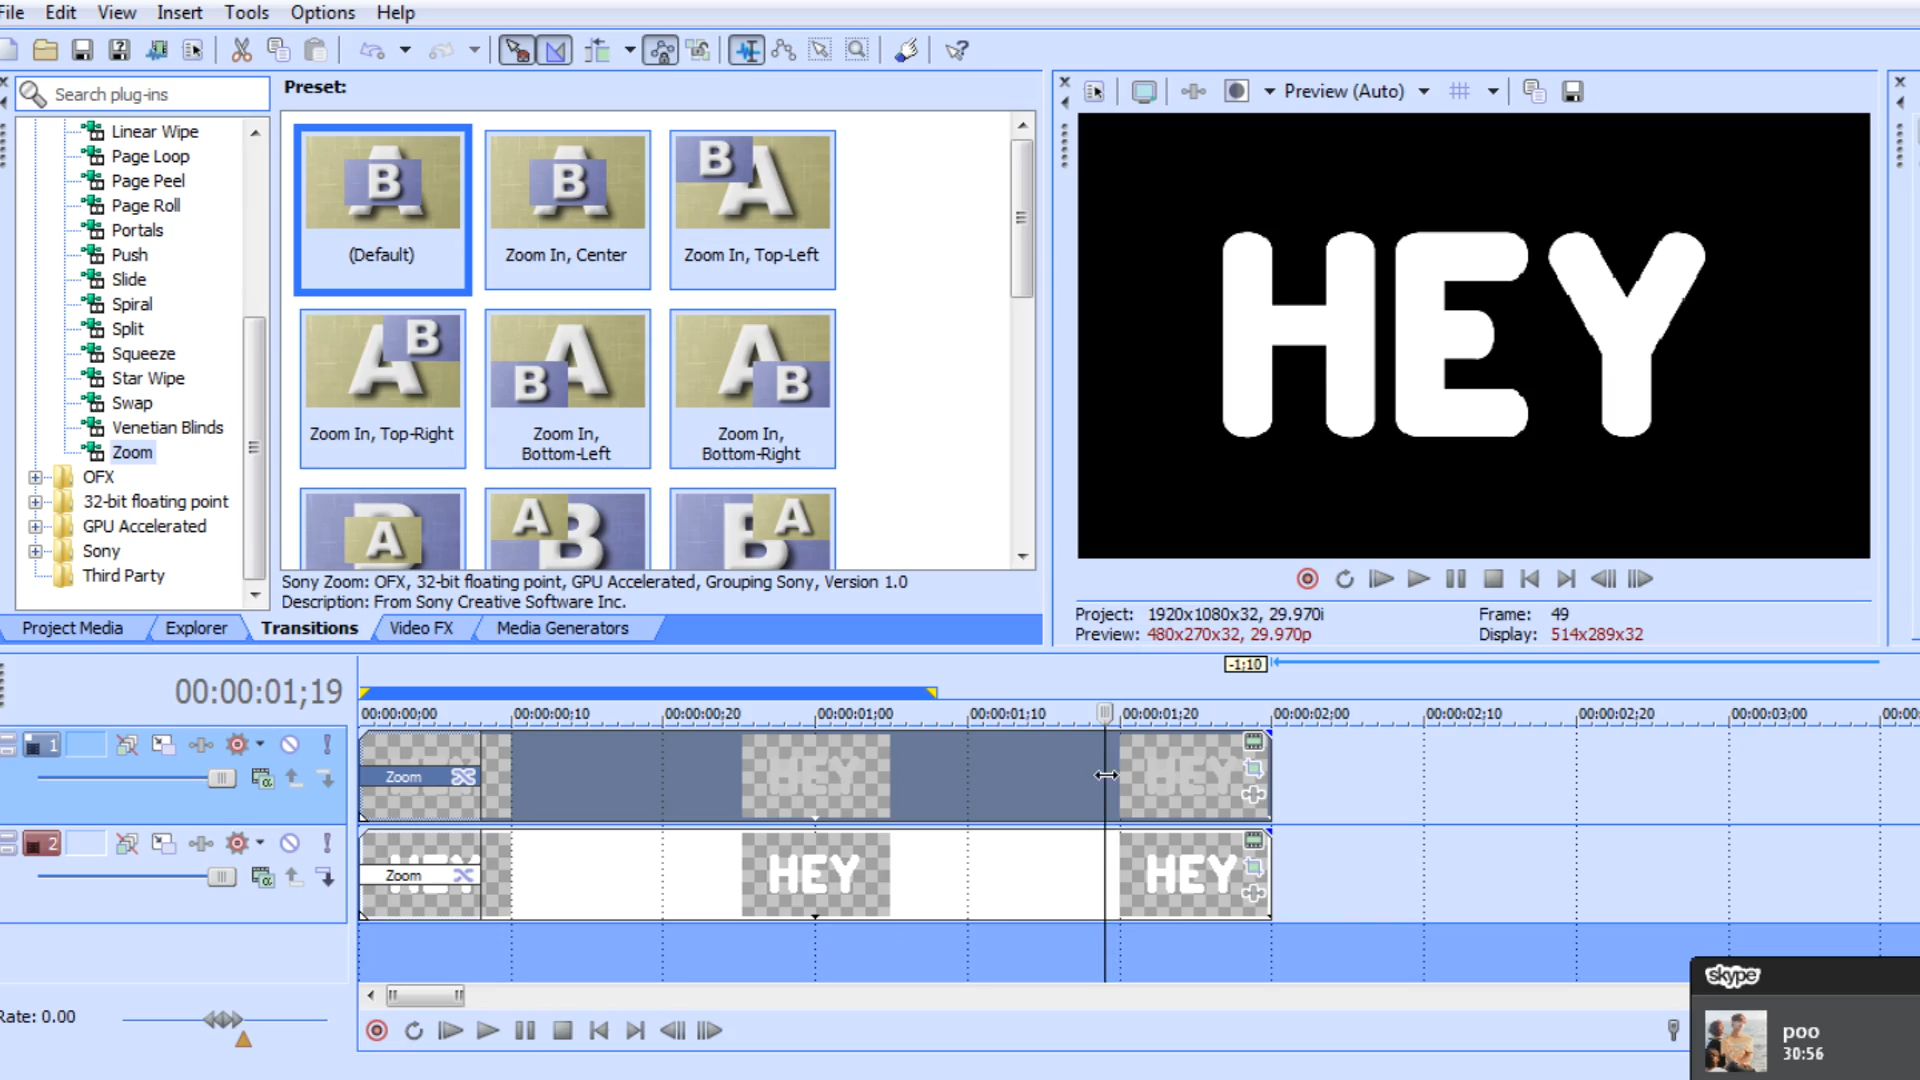 File Edit View Insert Tools Options Help
Search plug-ins
Preset:
Preview (Auto)
Linear Wipe
Page Loop
Page Peel
Page Roll
Portals
Push
Slide
Spiral
Split
Squeeze
Star Wipe
Swap
Venetian Blinds
Zoom
OFX
32-bit floating point
GPU Accelerated
Sony
Third Party
B B B A
(Default) Zoom In, Center Zoom In, Top-Left
A B A B A B
Zoom In, Top-Right Zoom In, Bottom-Left Zoom In, Bottom-Right
A A B A
HEY
Sony Zoom: OFX, 32-bit floating point, GPU Accelerated, Grouping Sony, Version 1.0
Description: From Sony Creative Software Inc.
Project: 1920x1080x32, 29.970i Frame: 49
Preview: 480x270x32, 29.970p Display: 514x289x32
Project Media Explorer Transitions Video FX Media Generators
-1;10
00:00:01;19
00:00:00;00 00:00:00;10 00:00:00;20 00:00:01;00 00:00:01;10 00:00:01;20 00:00:02;00 00:00:02;10 00:00:02;20 00:00:03;00
1 Zoom HEY HEY
2 HEY Zoom HEY HEY
Rate: 0.00
skype
poo
30:56